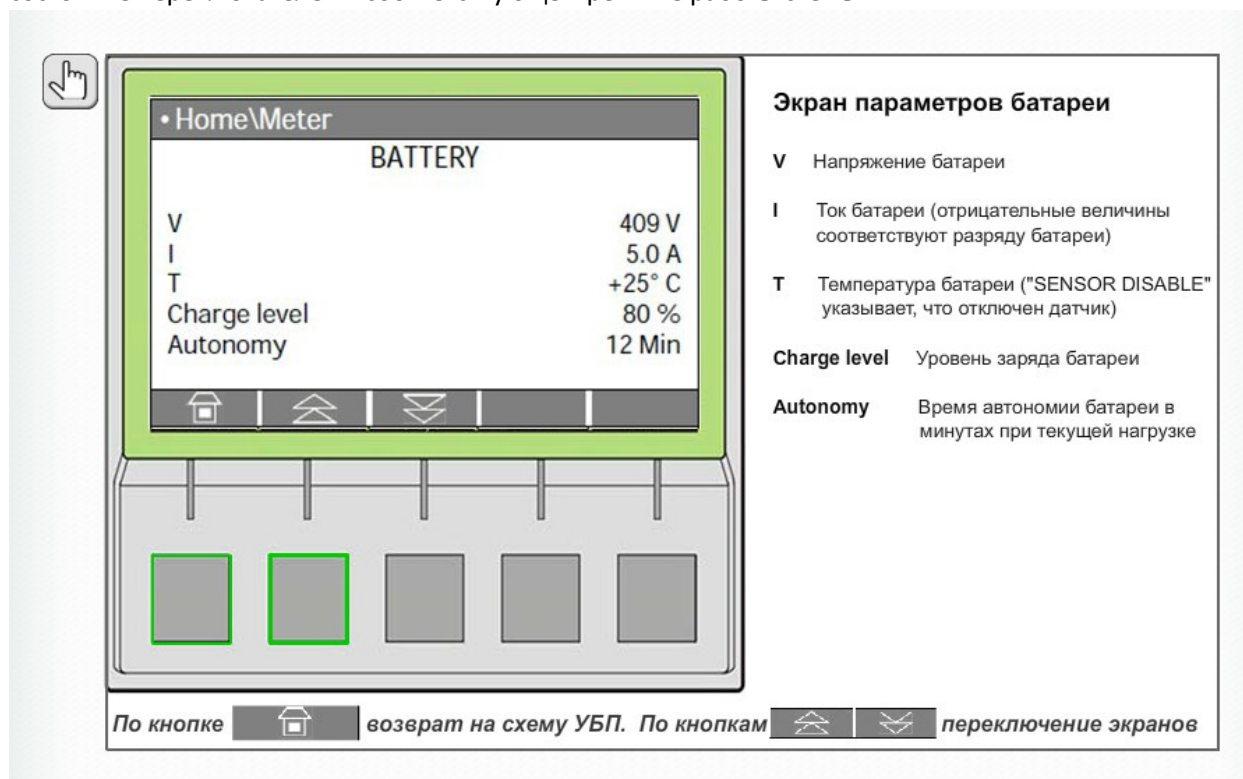 • Home\Meter
BATTERY
V 409 V
I 5.0 A
T +25° C
Charge level 80 %
Autonomy 12 Min
Экран параметров батареи
V Напряжение батареи
I Ток батареи (отрицательные величины
соответствуют разряду батареи)
T Температура батареи ("SENSOR DISABLE"
указывает, что отключен датчик)
Charge level Уровень заряда батареи
Autonomy Время автономии батареи в
минутах при текущей нагрузке
По кнопке возврат на схему УБП. По кнопкам переключение экранов